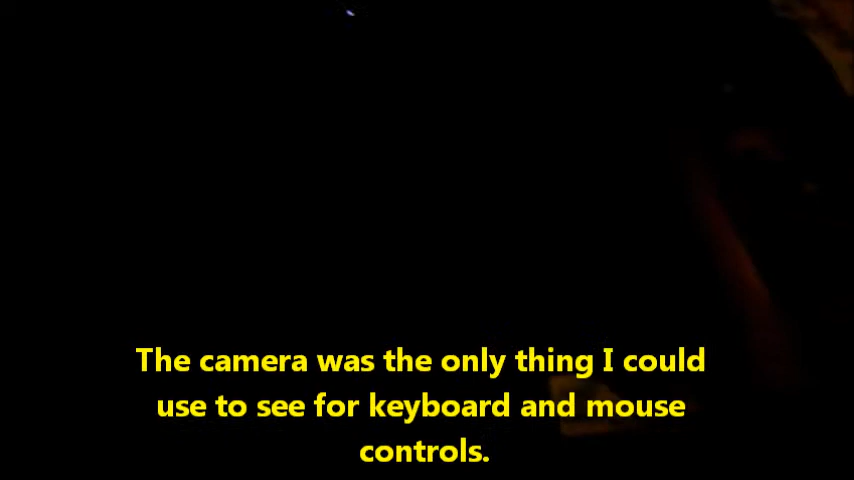 The camera was the only thing I could
use to see for keyboard and mouse
controls.